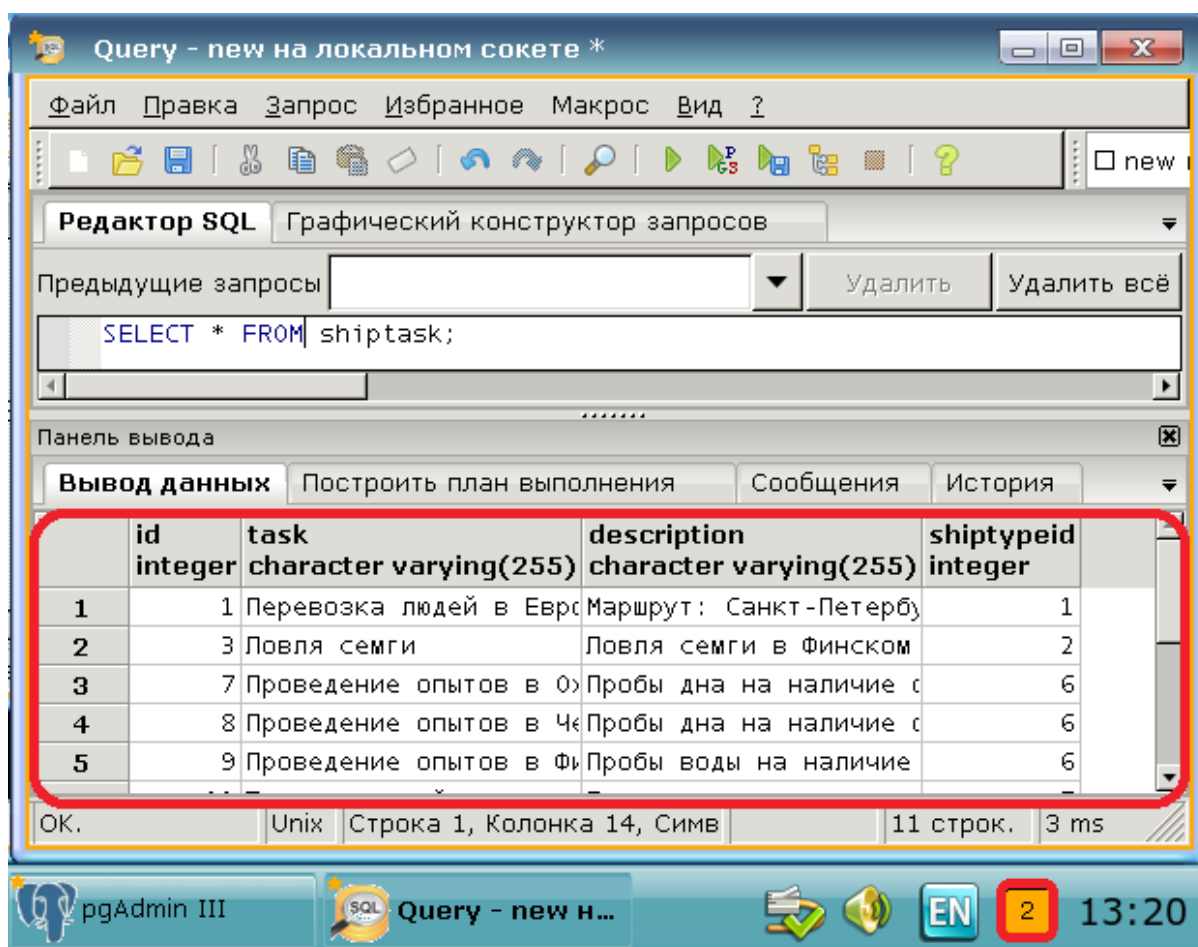 Query - new на локальном сокете *
Файл Правка Запрос Избранное Макрос Вид ?
new
Редактор SQL Графический конструктор запросов
Предыдущие запросы Удалить Удалить всё
SELECT * FROM shiptask;
Панель вывода
Вывод данных Построить план выполнения Сообщения История
id task description shiptypeid
integer character varying(255) character varying(255) integer
1 1 Перевозка людей в Маршрут: 1
2 3 Ловля семги Ловля семги в Финском 2
3 7 Проведение опытов в Пробы дна на наличие 6
4 8 Проведение опытов в Пробы дна на наличие 6
5 9 Проведение опытов в Пробы воды на наличие 6
OK. Unix Строка 1, Колонка 14, Симв 11 строк. 3 ms
pgAdmin III SQL Query - new н... EN 2 13:20